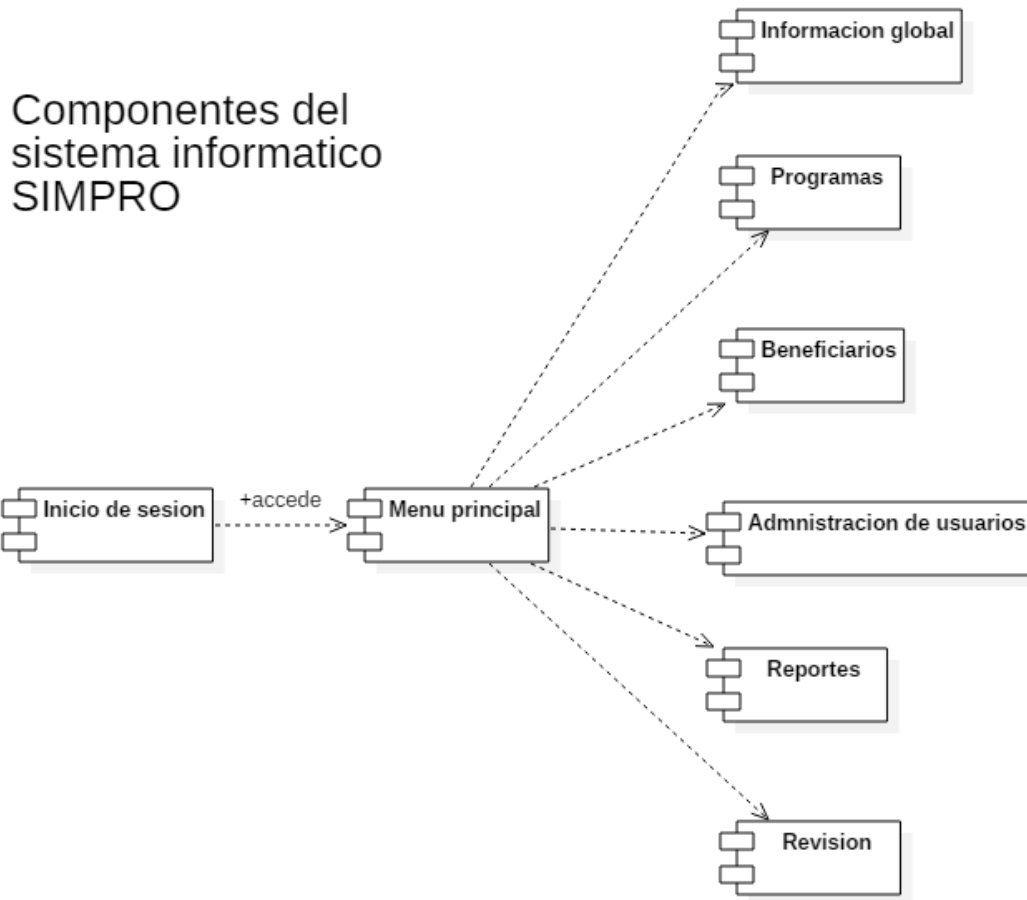 Componentes del
sistema informatico
SIMPRO
Informacion global
Programas
Beneficiarios
Inicio de sesion
+accede
Menu principal
Admnistracion de usuarios
Reportes
Revision